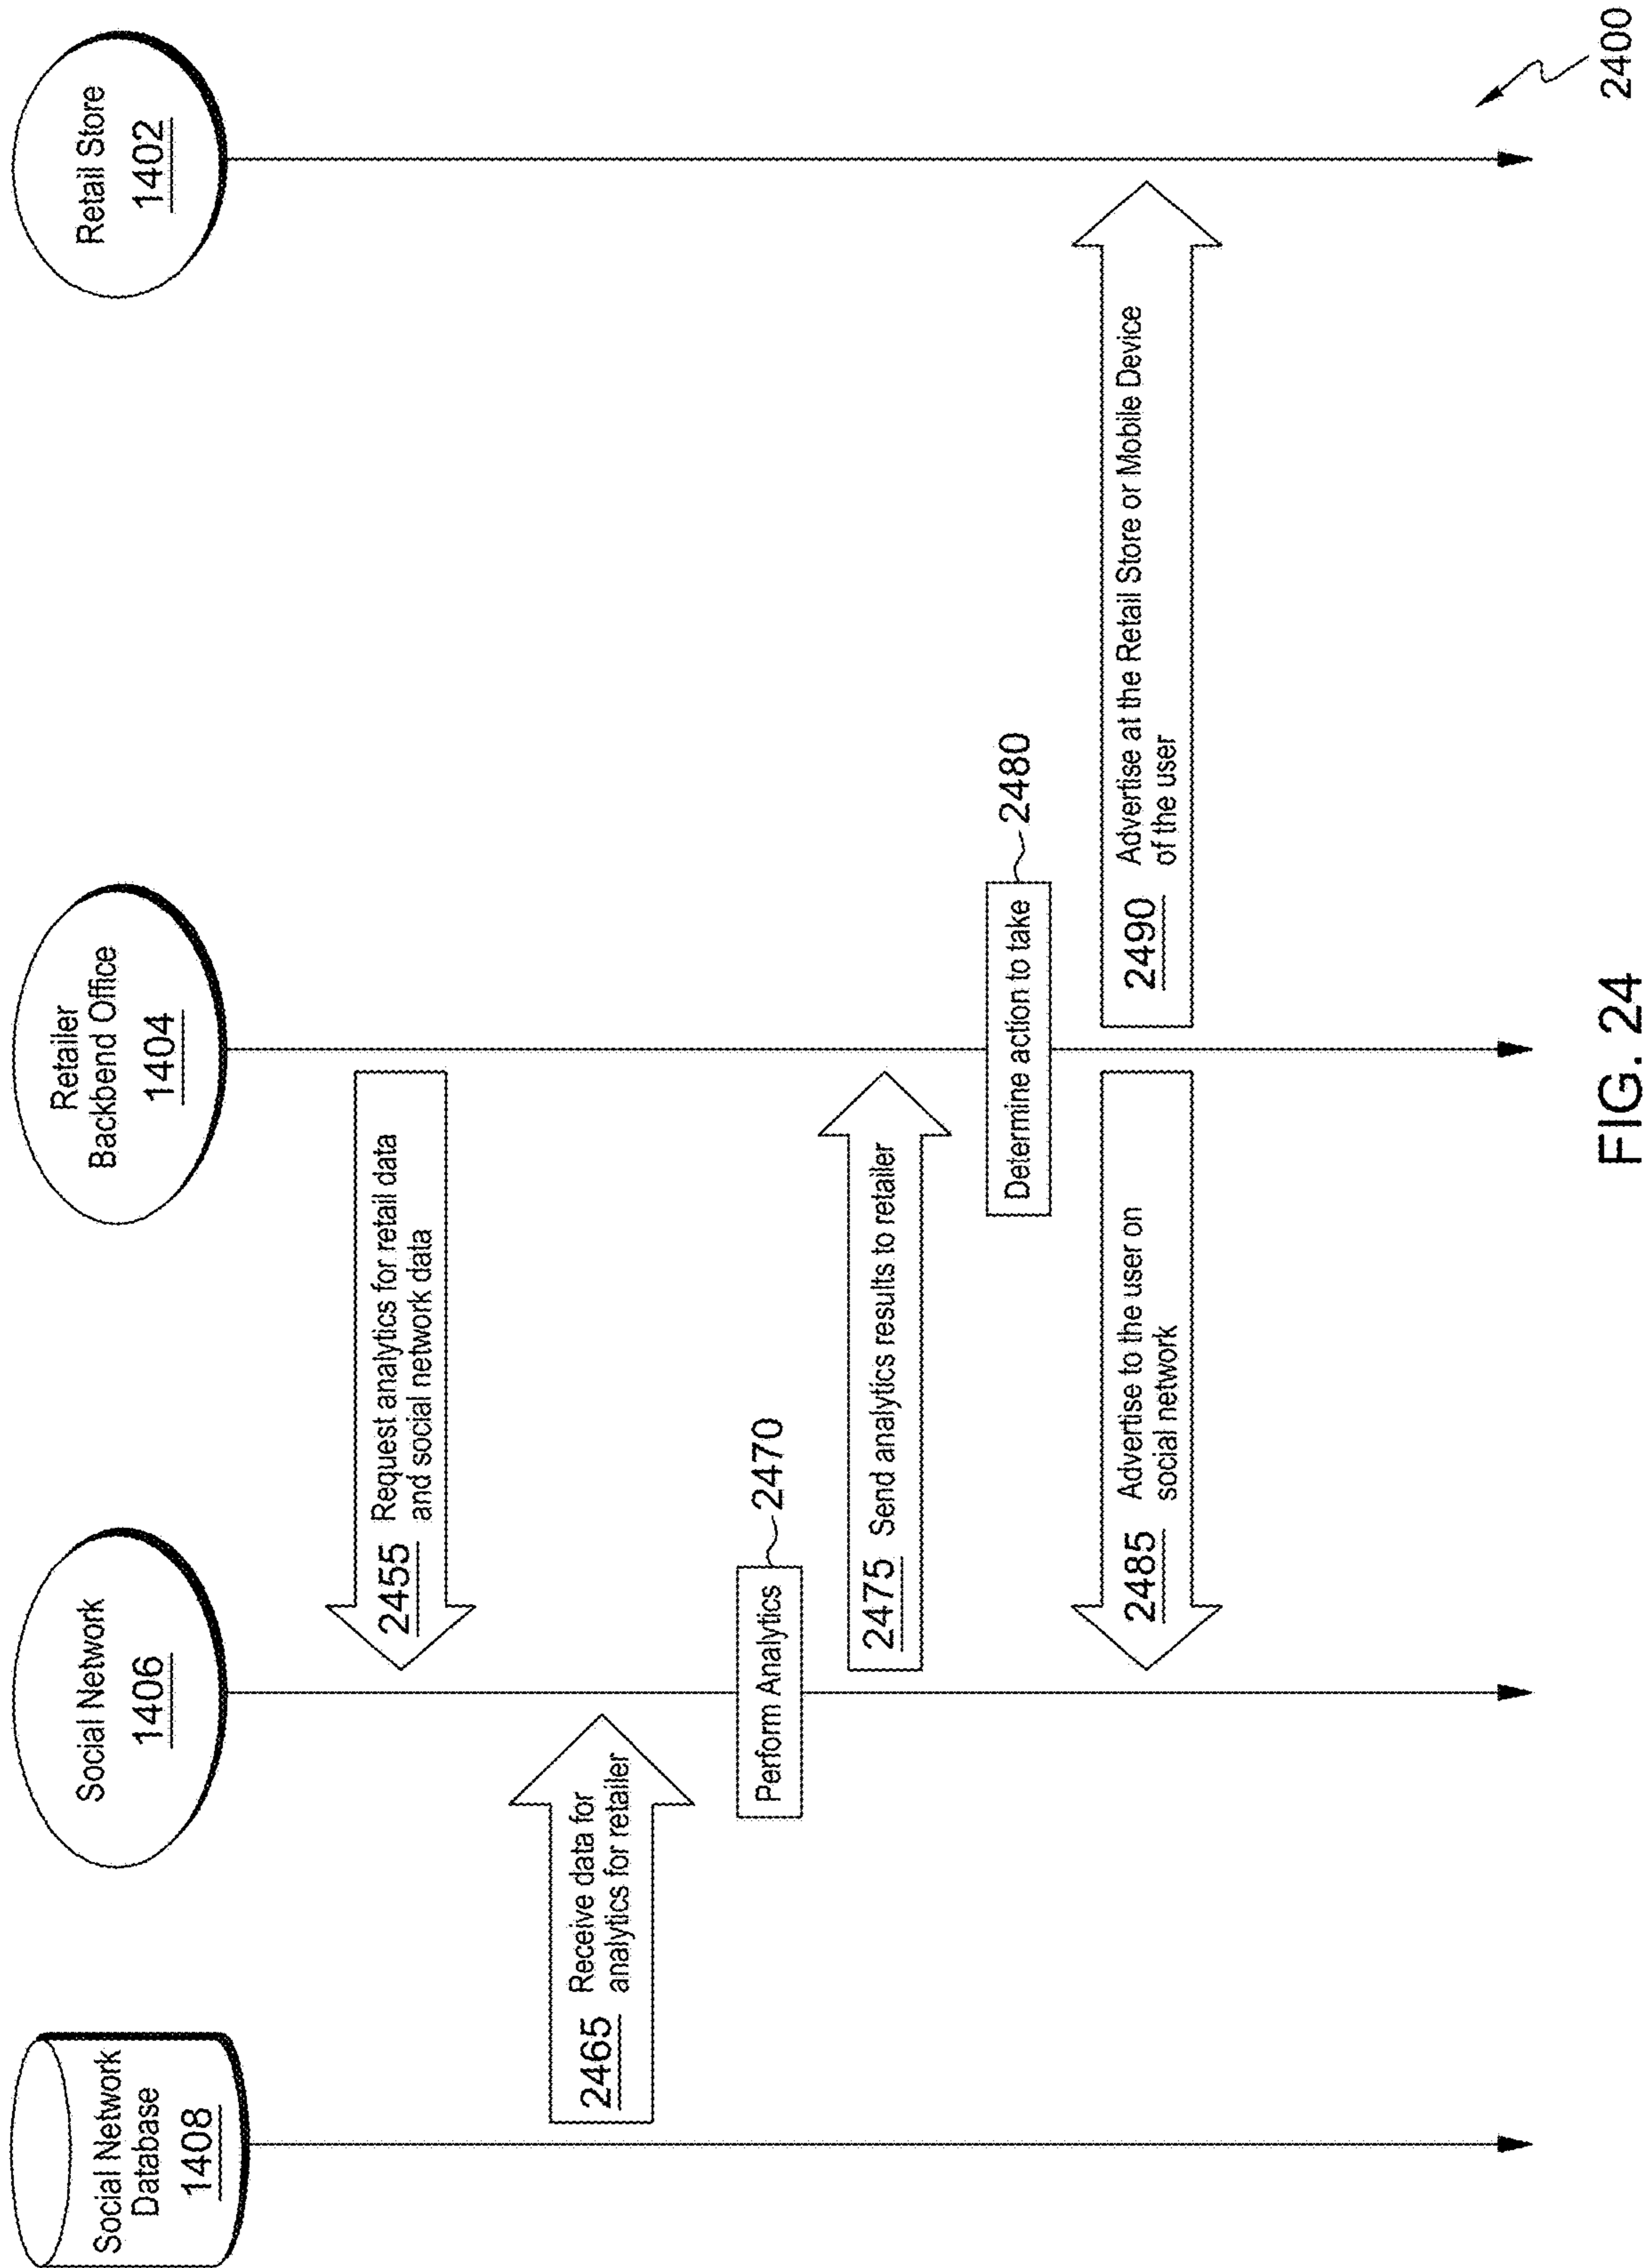 Social Network
Database
1408
Social Network
1406
Retailer
Backbend Office
1404
Retail Store
1402
2455 Request analytics for retail data
and social network data
2465 Receive data for
analytics for retailer
Perform Analytics
2470
2475 Send analytics results to retailer
Determine action to take
2480
2485 Advertise to the user on
social network
2490 Advertise at the Retail Store or Mobile Device
of the user
2400
FIG. 24